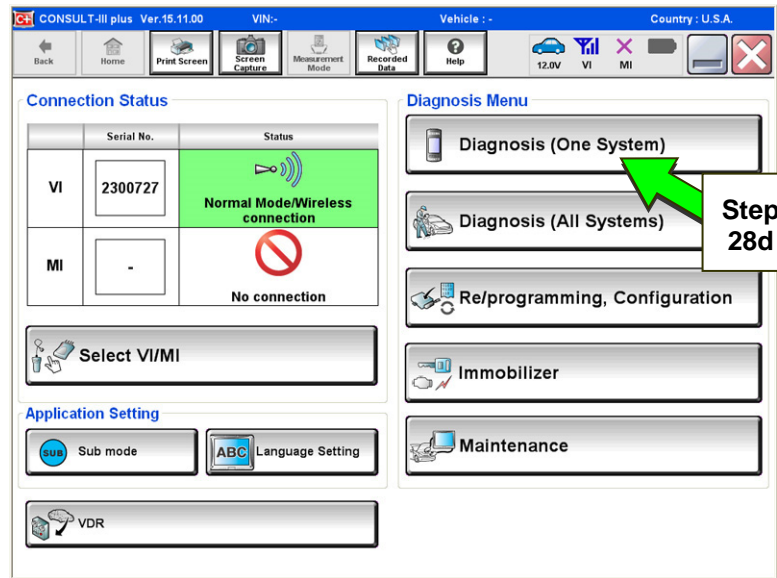 C+ CONSULT-III plus Ver.15.11.00 VIN:- Vehicle : - Country : U.S.A.
Back
Home
Print Screen
Screen
Capture
Measurement
Mode
Recorded
Data
Help
12.0V
VI
MI
Connection Status
Serial No.
Status
VI
2300727
Normal Mode/Wireless
connection
MI
-
No connection
Select VI/MI
Application Setting
SUB
Sub mode
ABC
Language Setting
VDR
Diagnosis Menu
Diagnosis (One System)
Step
28d
Diagnosis (All Systems)
Re/programming, Configuration
Immobilizer
Maintenance